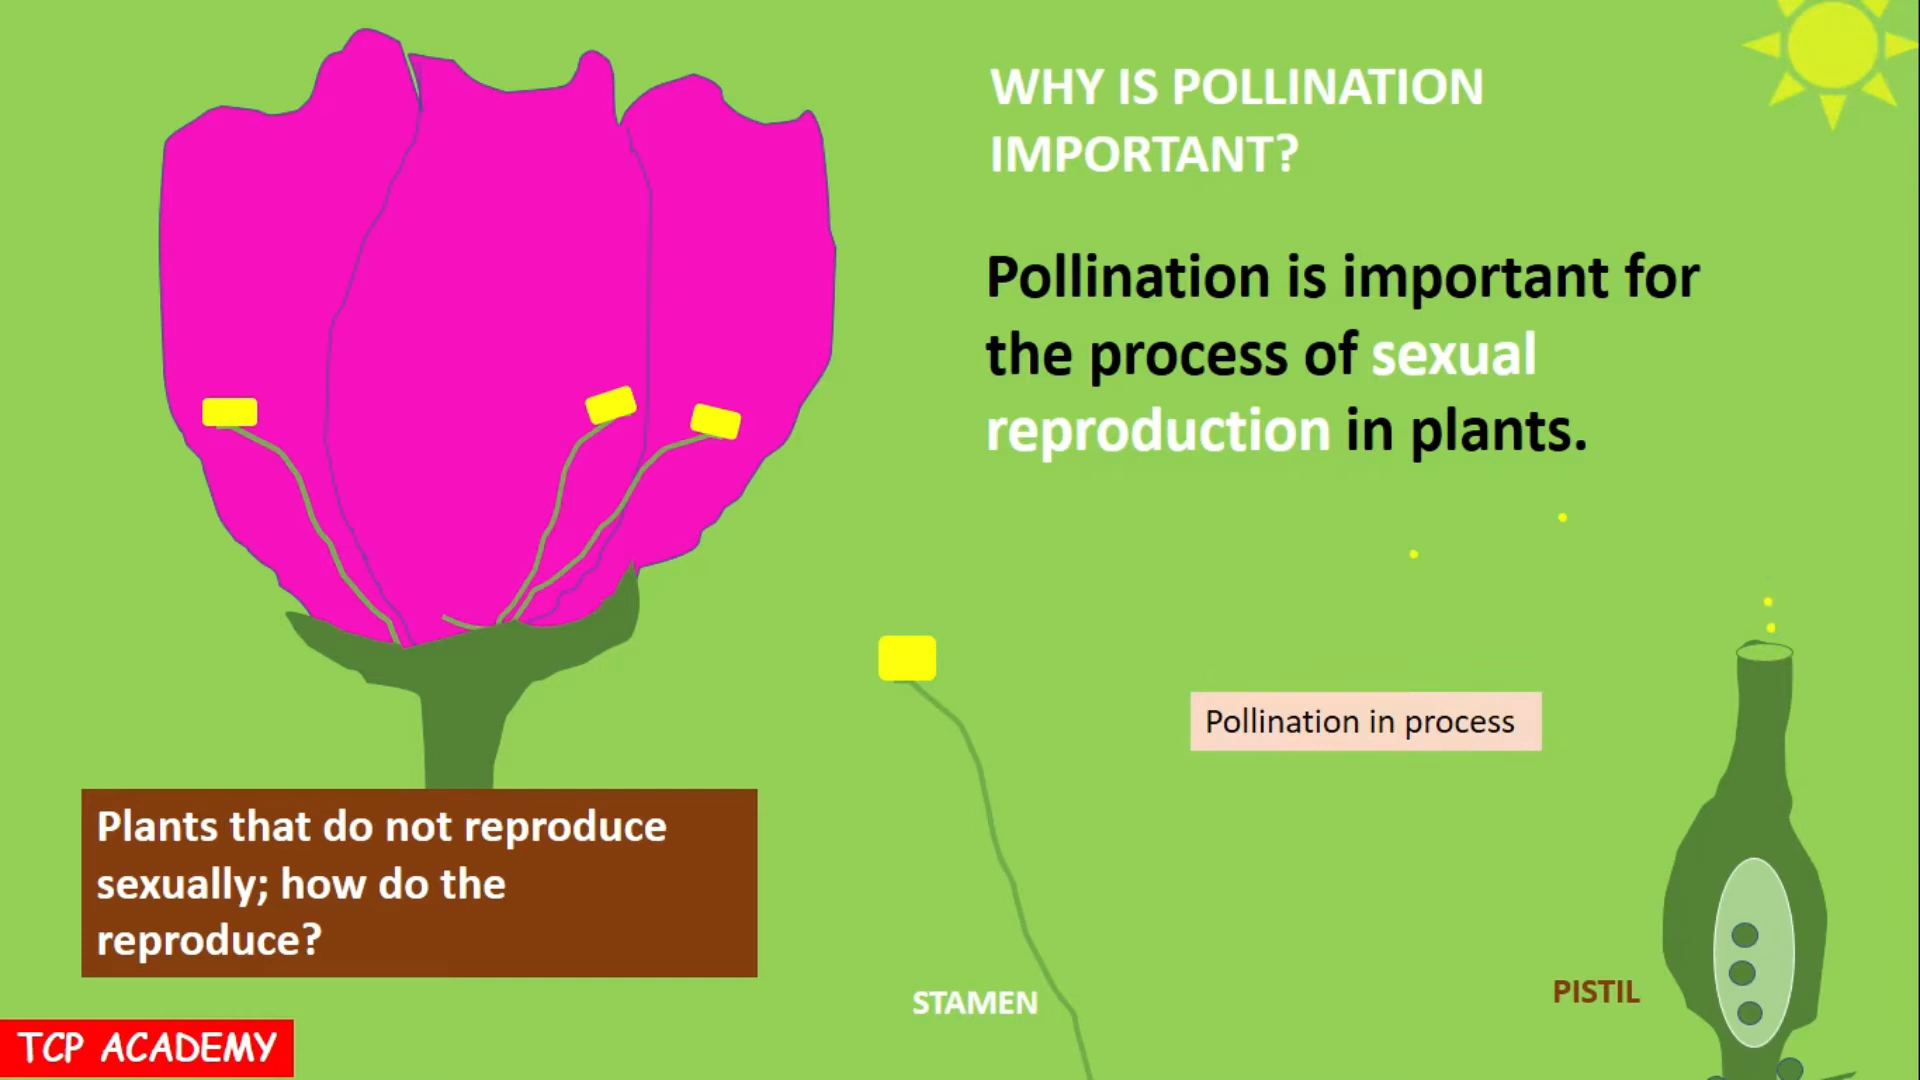 WHY IS POLLINATION
IMPORTANT?
Pollination is important for
the process of sexual
reproduction in plants.
Pollination in process
Plants that do not reproduce
sexually; how do the
reproduce?
STAMEN
PISTIL
TCP ACADEMY